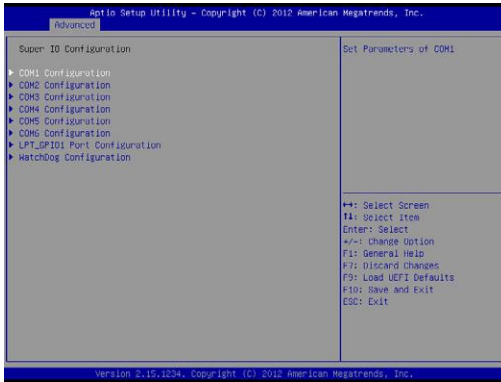 Aptio Setup Utility – Copyright (C) 2012 American Megatrends, Inc.
Advanced
Super IO Configuration
COM1 Configuration
COM2 Configuration
COM3 Configuration
COM4 Configuration
COM5 Configuration
COM6 Configuration
LPT_GPIO1 Port Configuration
WatchDog Configuration
Set Parameters of COM1
↔: Select Screen
↑↓: Select Item
Enter: Select
+/-: Change Option
F1: General Help
F7: Discard Changes
F9: Load UEFI Defaults
F10: Save and Exit
ESC: Exit
Version 2.15.1234. Copyright (C) 2012 American Megatrends, Inc.